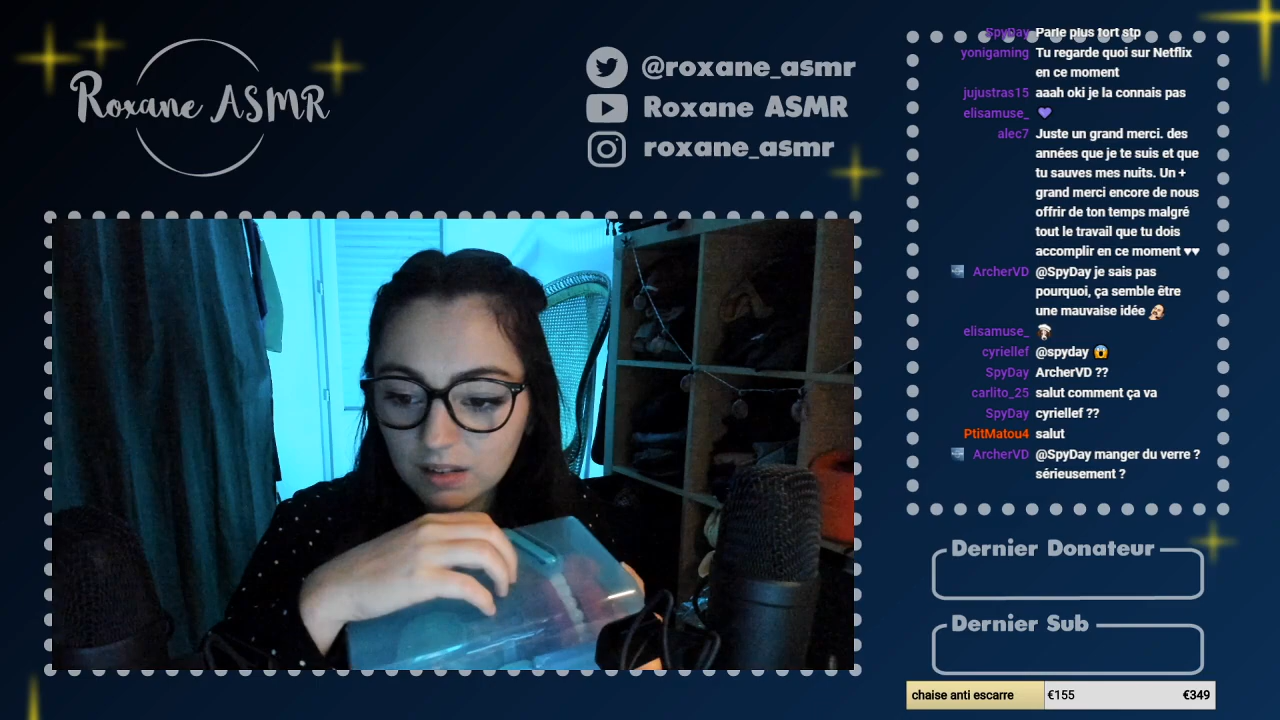 Roxane ASMR
@roxane_asmr
Roxane ASMR
roxane_asmr
SpyDay Parle plus fort stp
yonigaming Tu regarde quoi sur Netflix
en ce moment
jujustras15 aaah oki je la connais pas
elisamuse_ 💜
alec7 Juste un grand merci. des
années que je te suis et que
tu sauves mes nuits. Un +
grand merci encore de nous
offrir de ton temps malgré
tout le travail que tu dois
accomplir en ce moment ♥♥
ArcherVD @SpyDay je sais pas
pourquoi, ça semble être
une mauvaise idée
elisamuse_
cyriellef @spyday 😱
SpyDay ArcherVD ??
carlito_25 salut comment ça va
SpyDay cyriellef ??
PtitMatou4 salut
ArcherVD @SpyDay manger du verre ?
sérieusement ?
Dernier Donateur
Dernier Sub
chaise anti escarre €155 €349